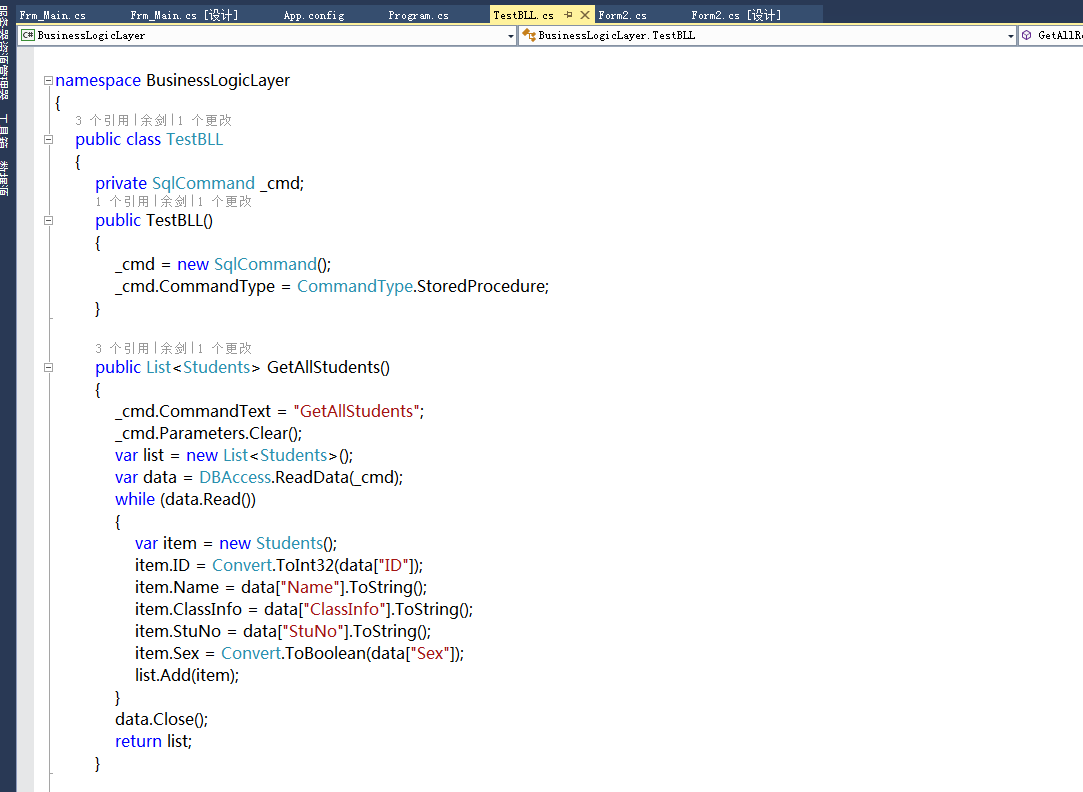 Frm_Main.cs Frm_Main.cs [设计] App.config Program.cs TestBLL.cs Form2.cs Form2.cs [设计]
C# BusinessLogicLayer BusinessLogicLayer.TestBLL
服务器资源管理器
工具箱
数据源
namespace BusinessLogicLayer
{
3 个引用|余剑|1 个更改
public class TestBLL
{
private SqlCommand _cmd;
1 个引用|余剑|1 个更改
public TestBLL()
{
_cmd = new SqlCommand();
_cmd.CommandType = CommandType.StoredProcedure;
}
3 个引用|余剑|1 个更改
public List<Students> GetAllStudents()
{
_cmd.CommandText = "GetAllStudents";
_cmd.Parameters.Clear();
var list = new List<Students>();
var data = DBAccess.ReadData(_cmd);
while (data.Read())
{
var item = new Students();
item.ID = Convert.ToInt32(data["ID"]);
item.Name = data["Name"].ToString();
item.ClassInfo = data["ClassInfo"].ToString();
item.StuNo = data["StuNo"].ToString();
item.Sex = Convert.ToBoolean(data["Sex"]);
list.Add(item);
}
data.Close();
return list;
}